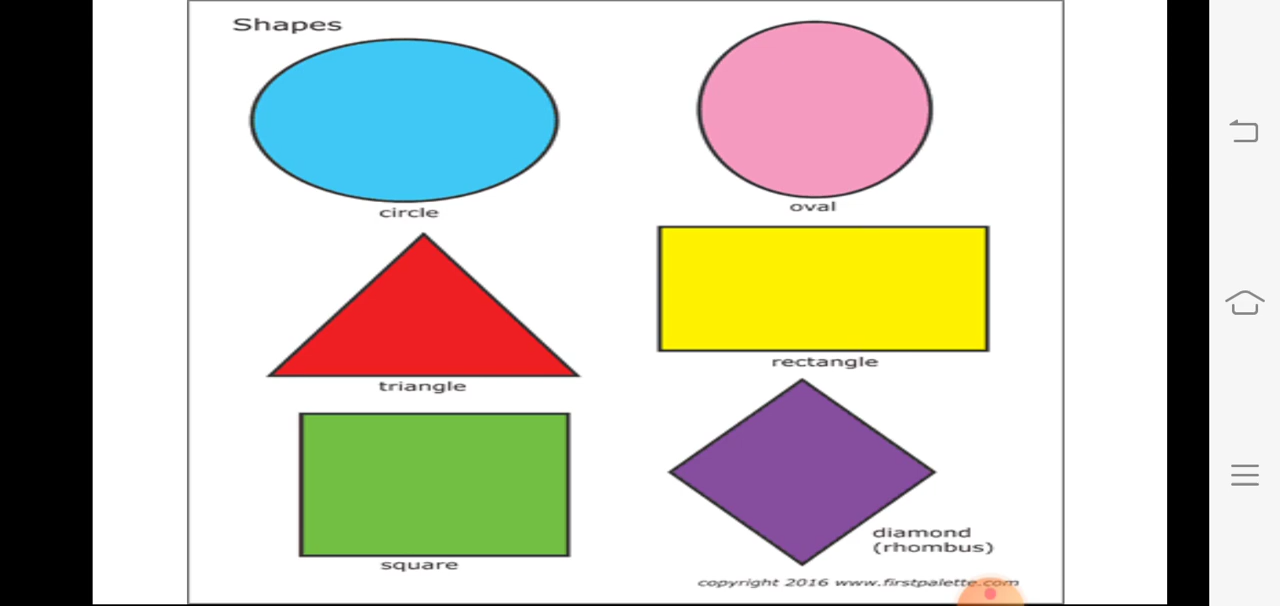 Shapes
circle
oval
triangle
rectangle
square
diamond
(rhombus)
copyright 2016 www.firstpalette.com